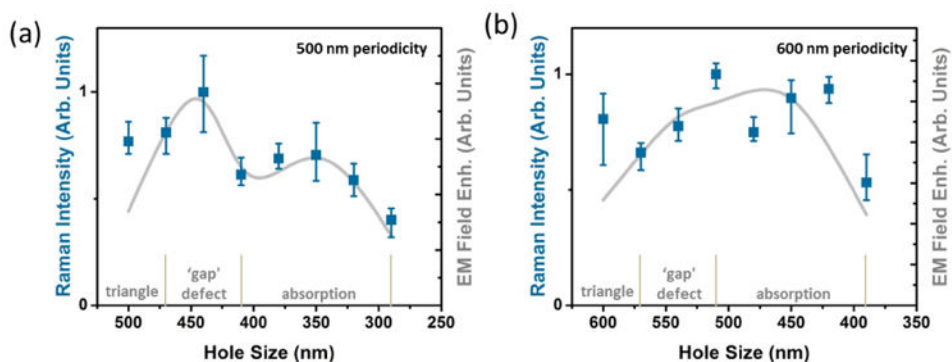 (a)
Raman Intensity (Arb. Units)
1
0
500 nm periodicity
EM Field Enh. (Arb. Units)
triangle
‘gap’
defect
absorption
500 450 400 350 300 250
Hole Size (nm)
(b)
Raman Intensity (Arb. Units)
1
0
600 nm periodicity
EM Field Enh. (Arb. Units)
triangle
‘gap’
defect
absorption
600 550 500 450 400 350
Hole Size (nm)